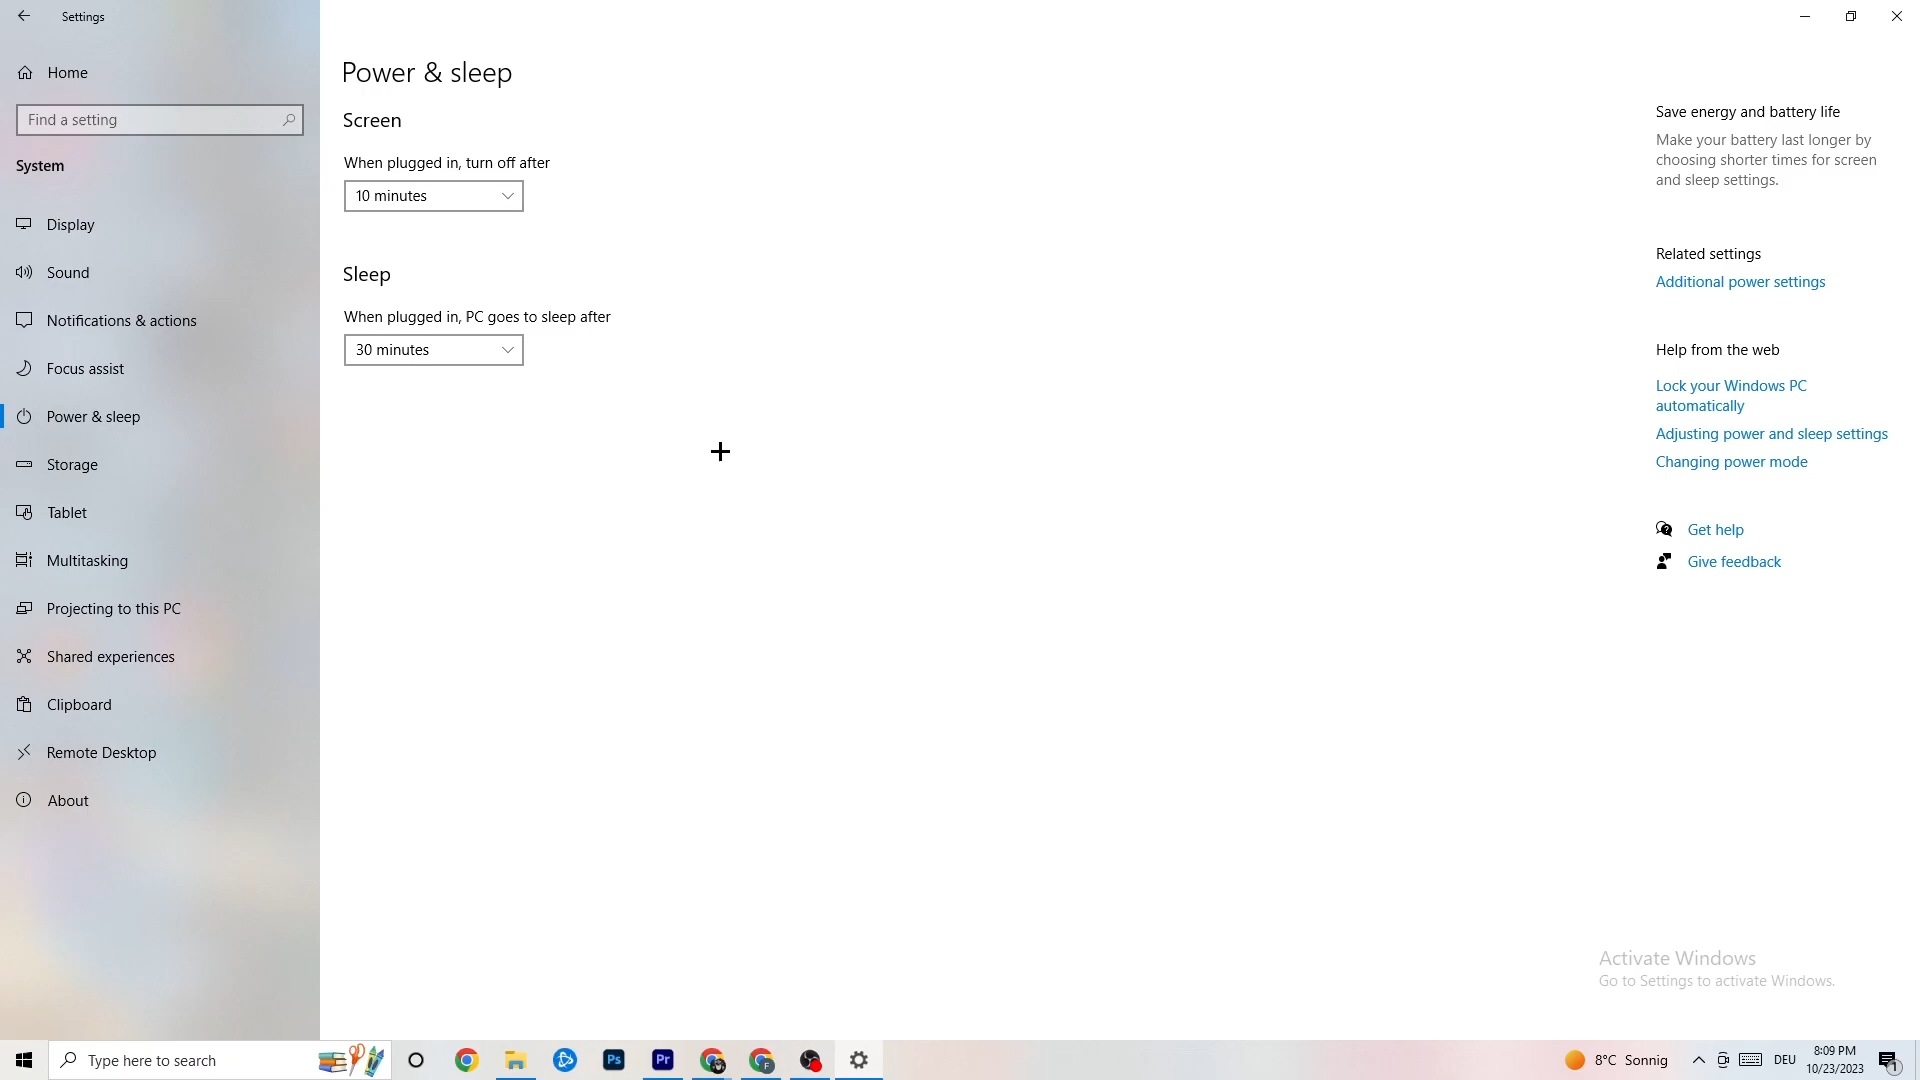 Settings
Home
Find a setting
System
Display
Sound
Notifications & actions
Focus assist
Power & sleep
Storage
Tablet
Multitasking
Projecting to this PC
Shared experiences
Clipboard
Remote Desktop
About
Power & sleep
Screen
When plugged in, turn off after
10 minutes
Sleep
When plugged in, PC goes to sleep after
30 minutes
Save energy and battery life
Make your battery last longer by
choosing shorter times for screen
and sleep settings.
Related settings
Additional power settings
Help from the web
Lock your Windows PC
automatically
Adjusting power and sleep settings
Changing power mode
Get help
Give feedback
Activate Windows
Go to Settings to activate Windows.
Type here to search
Ps
Pr
F
8°C Sonnig
DEU
8:09 PM
10/23/2023
1